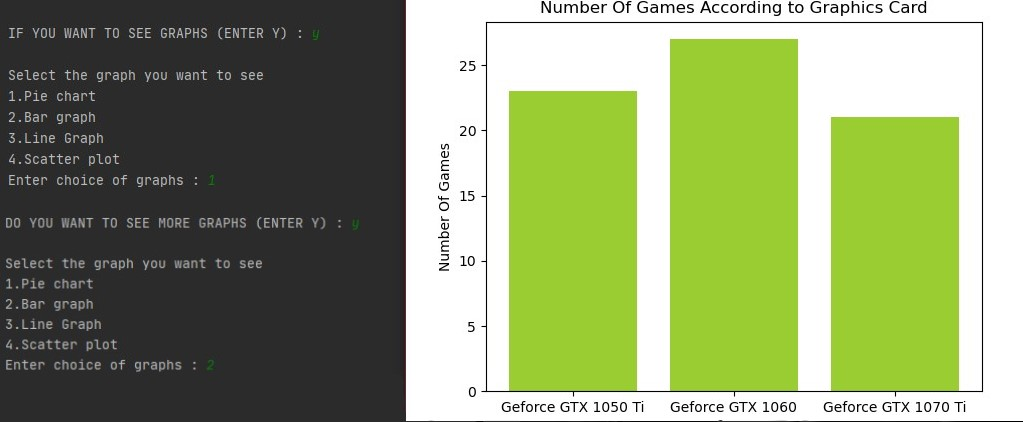 IF YOU WANT TO SEE GRAPHS (ENTER Y) : y
Select the graph you want to see
1.Pie chart
2.Bar graph
3.Line Graph
4.Scatter plot
Enter choice of graphs : 1
DO YOU WANT TO SEE MORE GRAPHS (ENTER Y) : y
Select the graph you want to see
1.Pie chart
2.Bar graph
3.Line Graph
4.Scatter plot
Enter choice of graphs : 2
Number Of Games According to Graphics Card
Number Of Games
25
20
15
10
5
0
Geforce GTX 1050 Ti
Geforce GTX 1060
Geforce GTX 1070 Ti